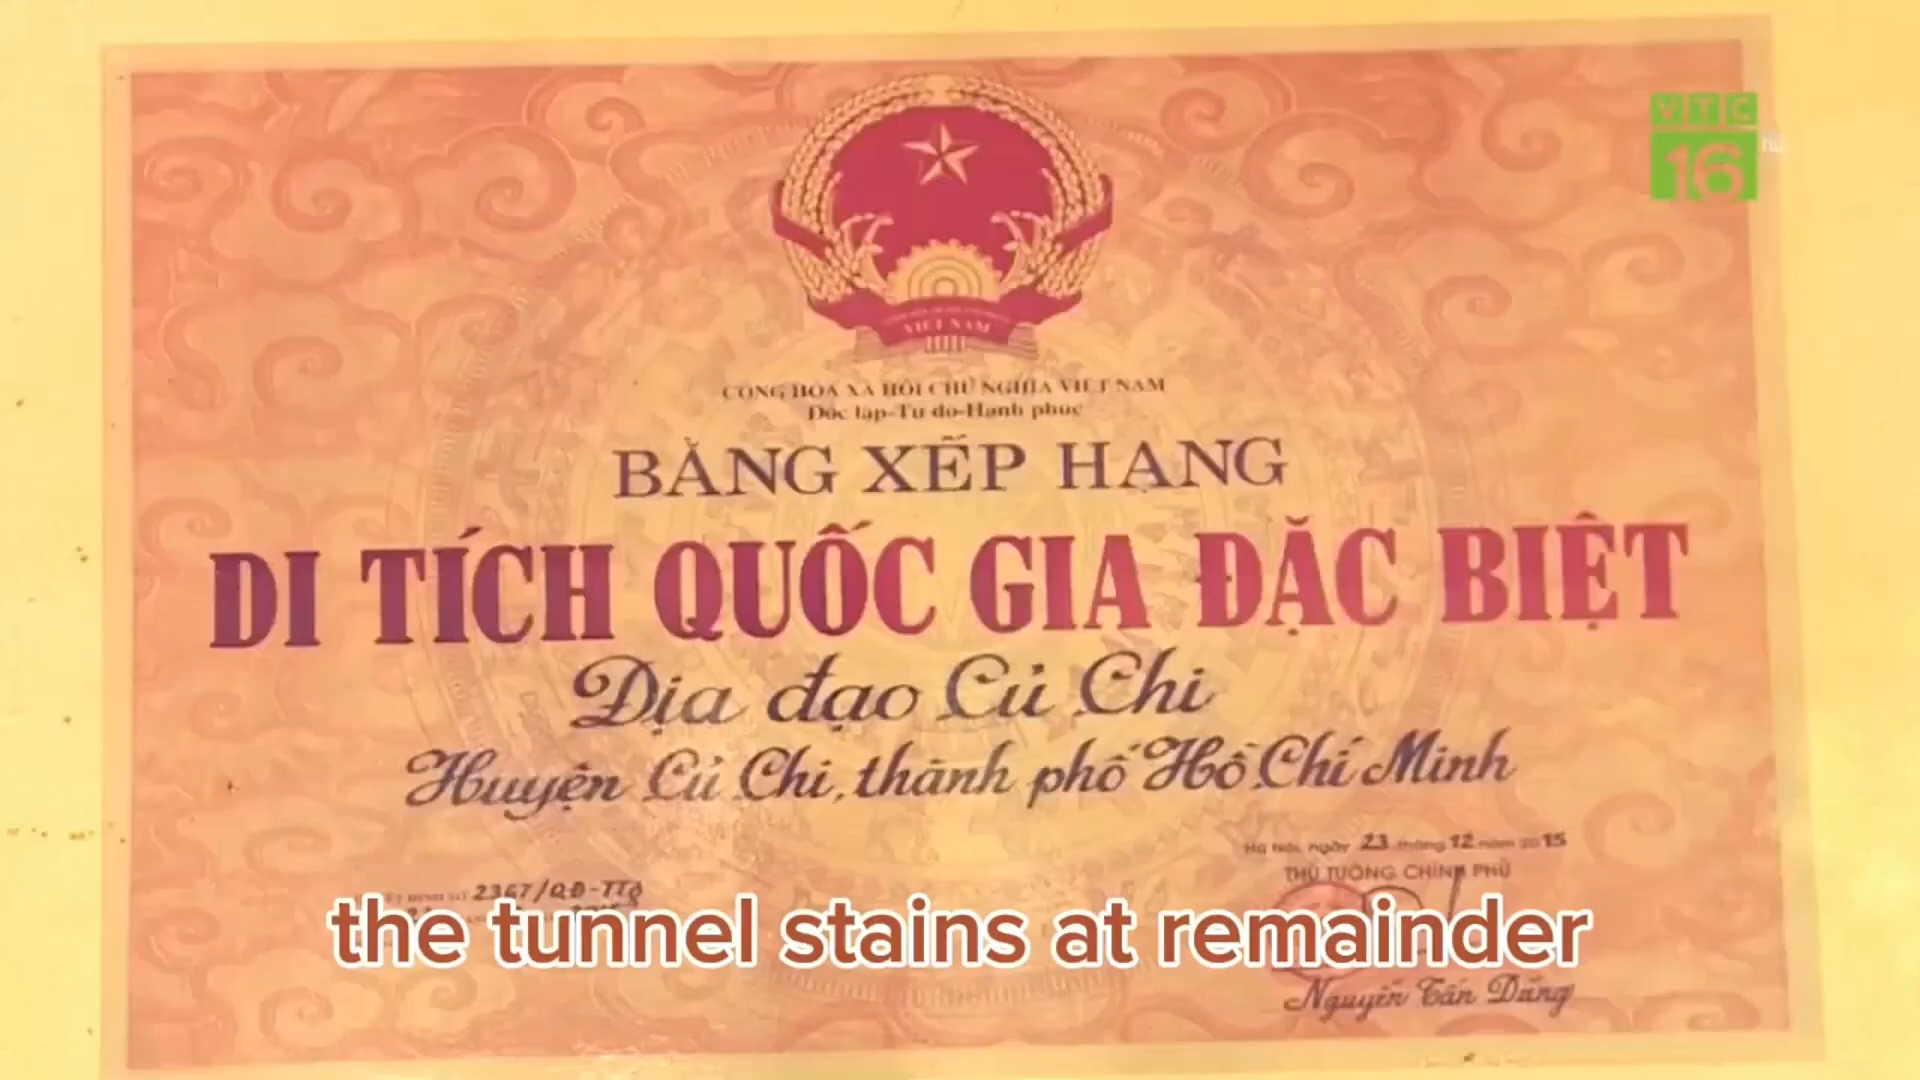 VTC
16
VIỆT NAM
CỘNG HÒA XÃ HỘI CHỦ NGHĨA VIỆT NAM
Độc lập-Tự do-Hạnh phúc
BẰNG XẾP HẠNG
DI TÍCH QUỐC GIA ĐẶC BIỆT
Địa đạo Củ Chi
Huyện Củ Chi, thành phố Hồ Chí Minh
Hà Nội, ngày 23 tháng 12 năm 2015
THỦ TƯỚNG CHÍNH PHỦ
2367/QĐ-TTg
the tunnel stains at remainder
Nguyễn Tấn Dũng